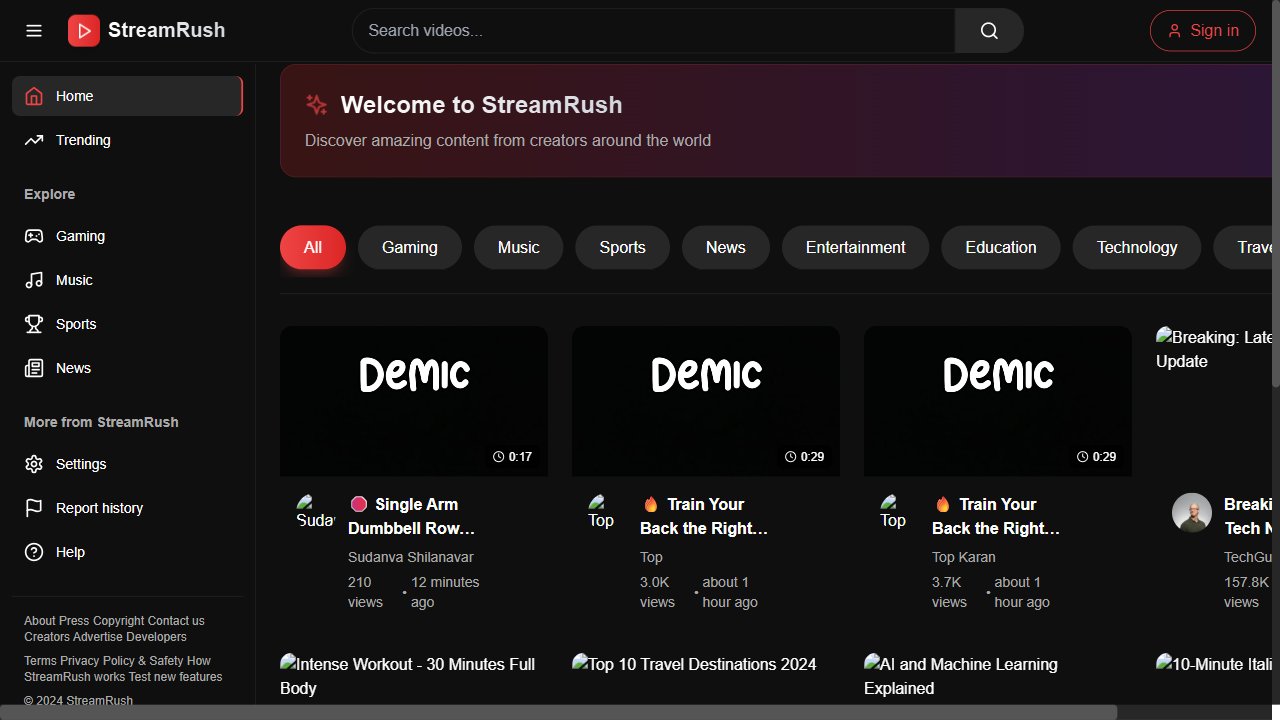 StreamRush
Search videos...
Sign in
Home
Trending
Explore
Gaming
Music
Sports
News
More from StreamRush
Settings
Report history
Help
About Press Copyright Contact us
Creators Advertise Developers
Terms Privacy Policy & Safety How
StreamRush works Test new features
© 2024 StreamRush
Welcome to StreamRush
Discover amazing content from creators around the world
All
Gaming
Music
Sports
News
Entertainment
Education
Technology
DEMIC
0:17
Single Arm
Dumbbell Row...
Sudanva Shilanavar
210
views
•
12 minutes
ago
DEMIC
0:29
Top
Train Your
Back the Right...
Top
3.0K
views
•
about 1
hour ago
DEMIC
0:29
Top
Train Your
Back the Right...
Top Karan
3.7K
views
•
about 1
hour ago
Breaking:
Update
Tech
157.8K
views
Intense Workout - 30 Minutes Full
Body
Top 10 Travel Destinations 2024
AI and Machine Learning
Explained
10-Minute